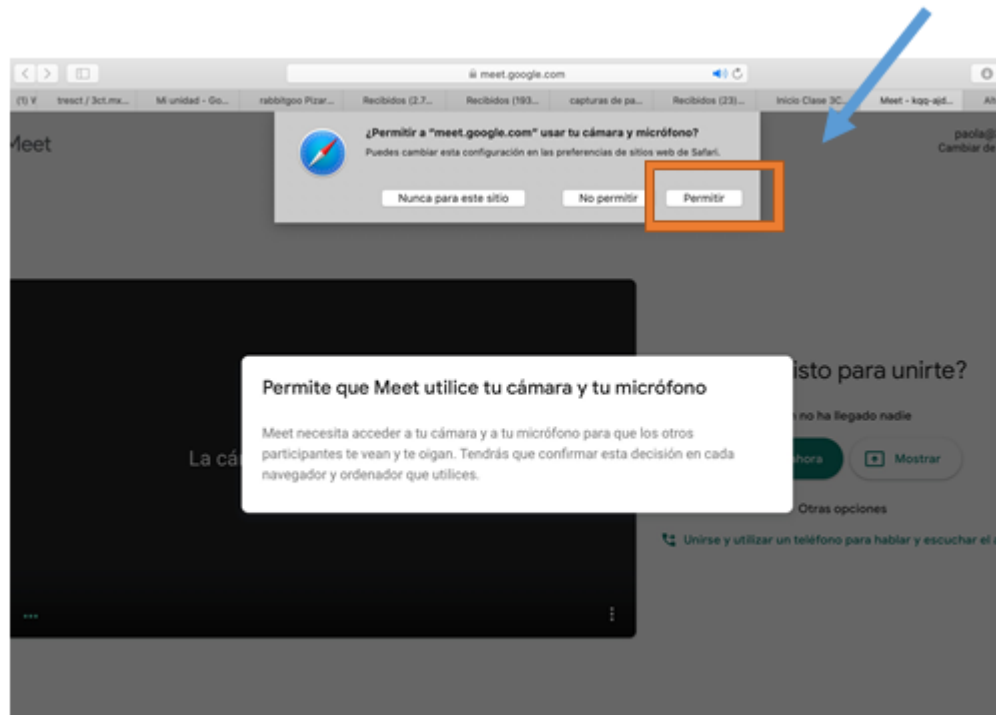 meet.google.com
(1) Y
tresct / 3ct.mx...
Mi unidad - Go...
rabbitgoo Pizar...
Recibidos (2.7...
Recibidos (193...
capturas de pa...
Recibidos (23)...
Inicio Clase 3C...
Meet - kqq-ajd...
Meet
paola@
Cambiar de
¿Permitir a "meet.google.com" usar tu cámara y micrófono?
Puedes cambiar esta configuración en las preferencias de sitios web de Safari.
Nunca para este sitio
No permitir
Permitir
Permite que Meet utilice tu cámara y tu micrófono
Meet necesita acceder a tu cámara y a tu micrófono para que los otros
participantes te vean y te oigan. Tendrás que confirmar esta decisión en cada
navegador y ordenador que utilices.
La cá
isto para unirte?
no ha llegado nadie
ahora
Mostrar
Otras opciones
Unirse y utilizar un teléfono para hablar y escuchar el a